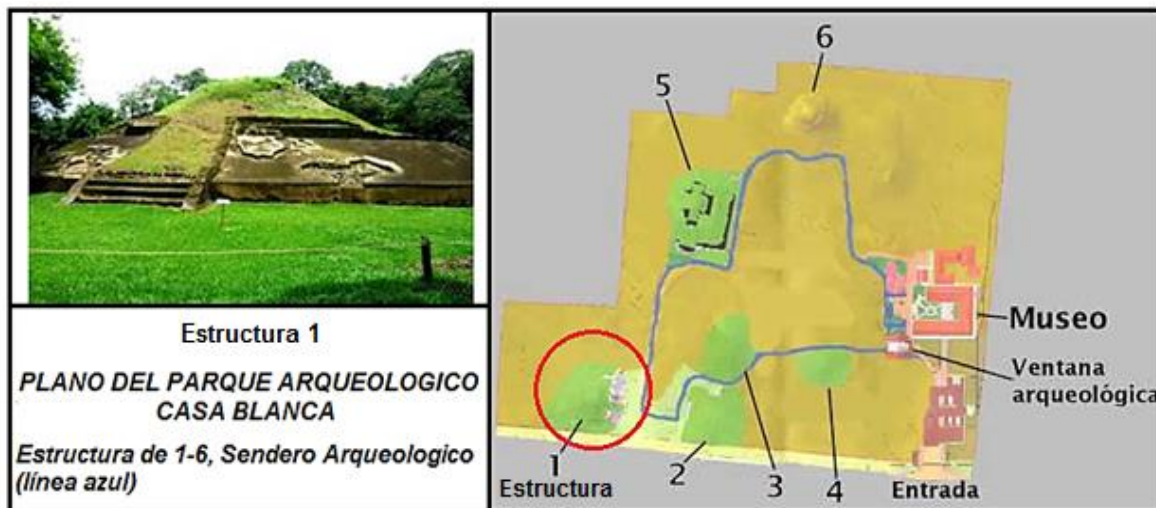 Estructura 1
PLANO DEL PARQUE ARQUEOLOGICO
CASA BLANCA
Estructura de 1-6, Sendero Arqueologico
(línea azul)
6
5
Museo
Ventana
arqueológica
1
Estructura
2
3
4
Entrada